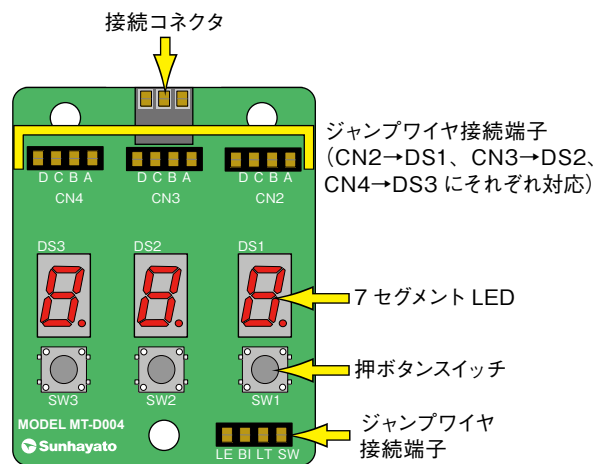 接続コネクタ
ジャンプワイヤ接続端子
（CN2→DS1、CN3→DS2、
CN4→DS3 にそれぞれ対応）
D C B A
CN4
D C B A
CN3
D C B A
CN2
DS3
DS2
DS1
7 セグメント LED
押ボタンスイッチ
SW3
SW2
SW1
MODEL MT-D004
Sunhayato
ジャンプワイヤ
接続端子
LE BI LT SW